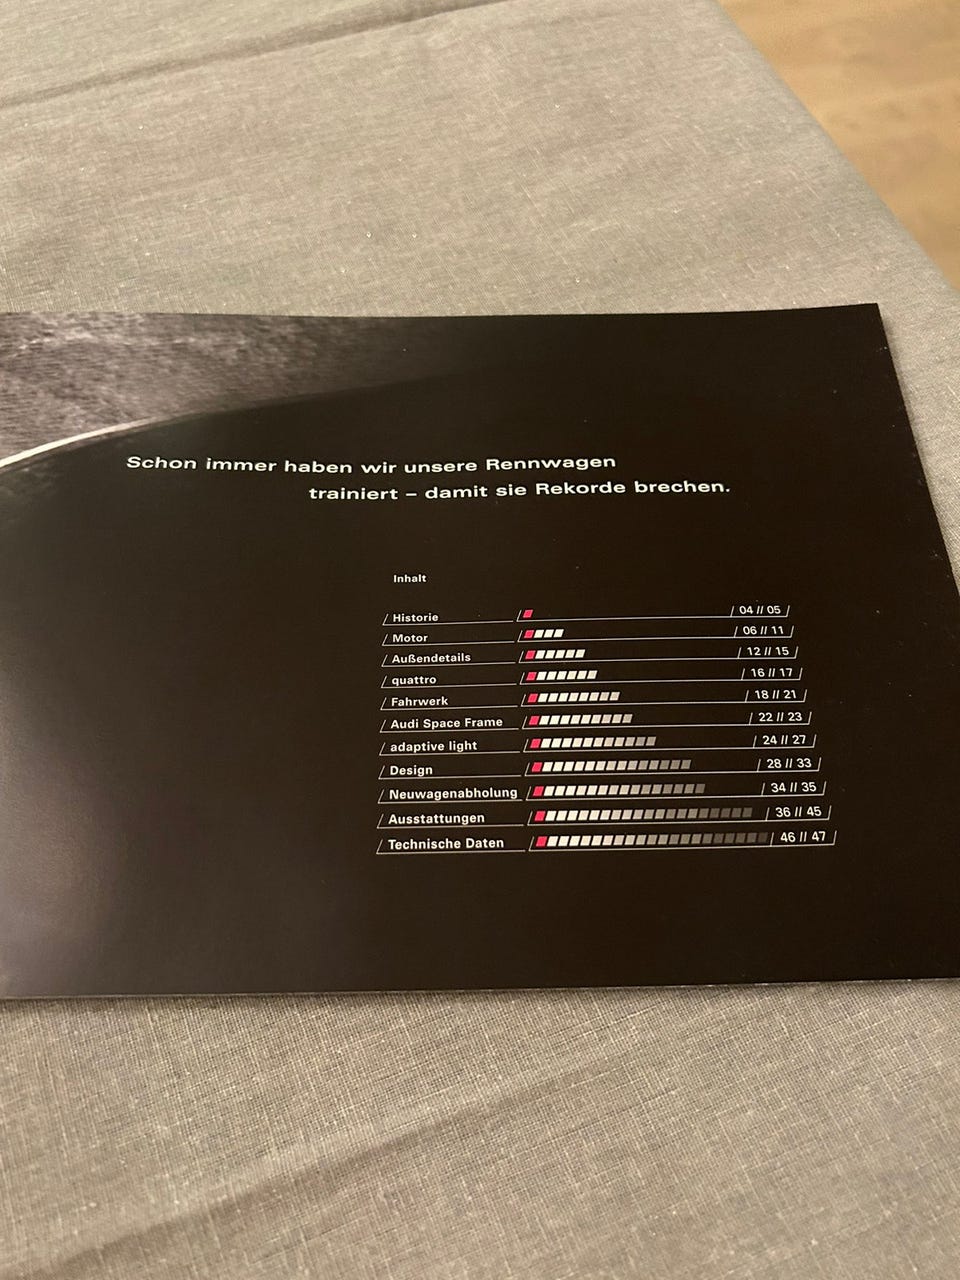 Schon immer haben wir unsere Rennwagen
trainiert – damit sie Rekorde brechen.
Inhalt
/ Historie / 04 // 05 /
/ Motor / 06 // 11 /
/ Außendetails / 12 // 15 /
/ quattro / 16 // 17 /
/ Fahrwerk / 18 // 21 /
/ Audi Space Frame / 22 // 23 /
/ adaptive light / 24 // 27 /
/ Design / 28 // 33 /
/ Neuwagenabholung / 34 // 35 /
/ Ausstattungen / 36 // 45 /
/ Technische Daten / 46 // 47 /